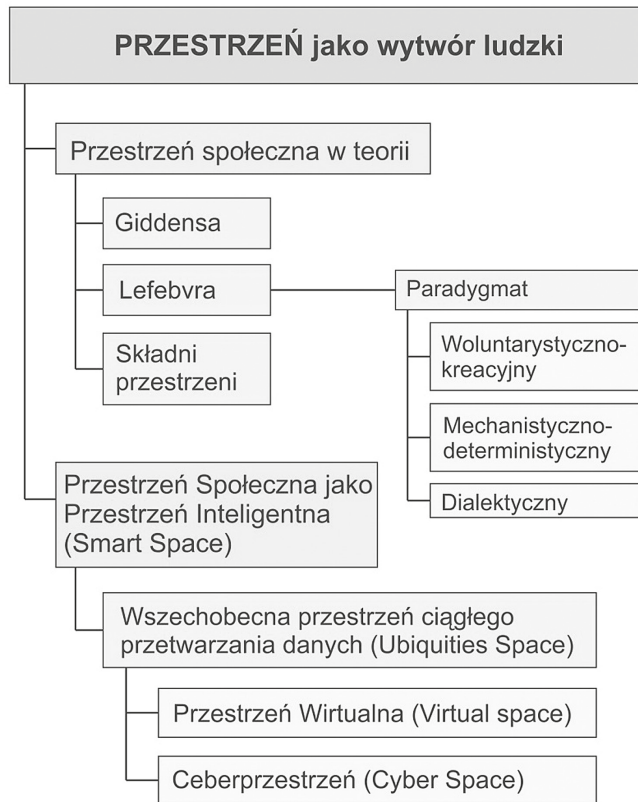 PRZESTRZEŃ jako wytwór ludzki
Przestrzeń społeczna w teorii
Giddensa
Lefebvra
Paradygmat
Składni
przestrzeni
Woluntarystyczno-
kreacyjny
Mechanistyczno-
deterministyczny
Dialektyczny
Przestrzeń Społeczna jako
Przestrzeń Inteligentna
(Smart Space)
Wszechobecna przestrzeń ciągłego
przetwarzania danych (Ubiquities Space)
Przestrzeń Wirtualna (Virtual space)
Ceberprzestrzeń (Cyber Space)